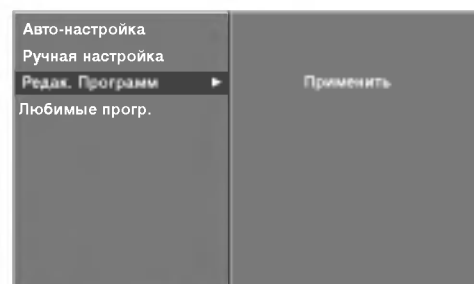 Авто-настройка
Ручная настройка
Редак. Программ ►
Применить
Любимые прогр.